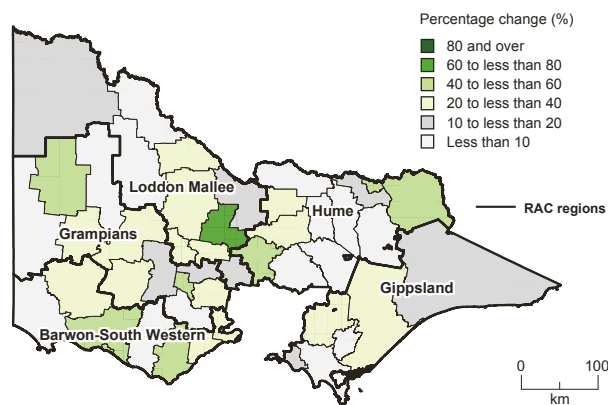 Percentage change (%)
80 and over
60 to less than 80
40 to less than 60
20 to less than 40
10 to less than 20
Less than 10
RAC regions
Loddon Mallee
Hume
Grampians
Gippsland
Barwon-South Western
0 100
km